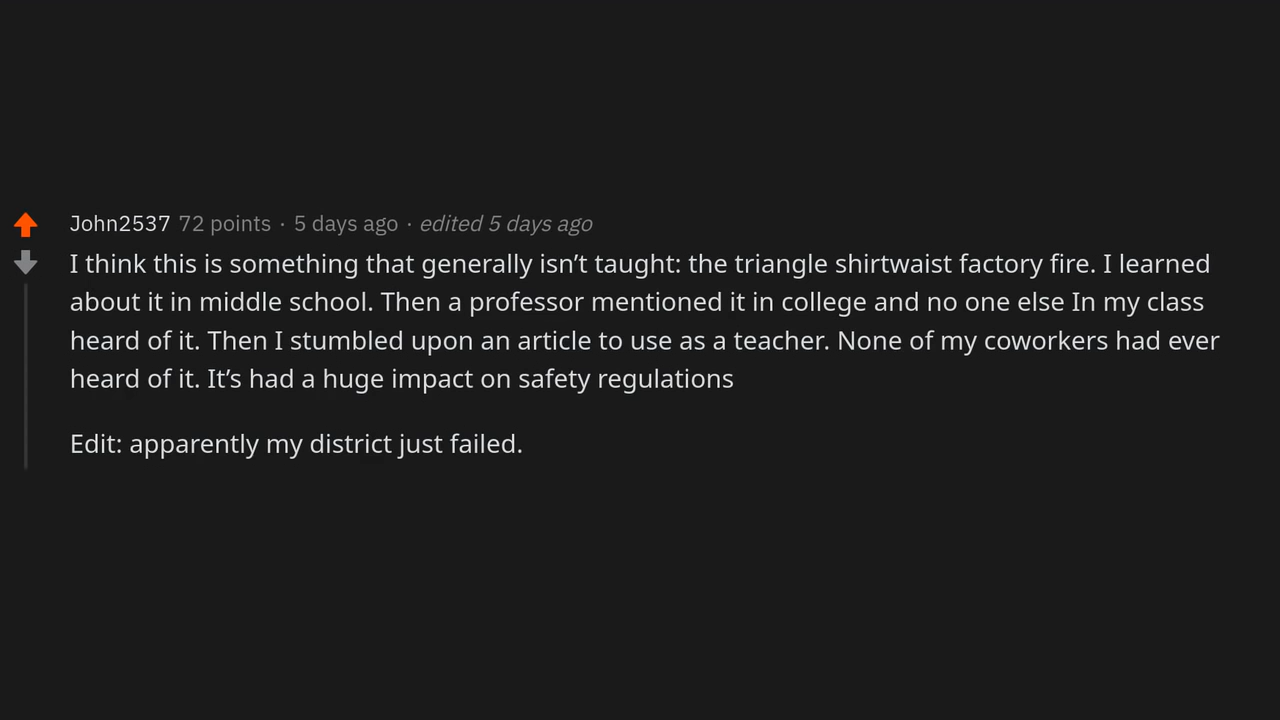 John2537 72 points · 5 days ago · edited 5 days ago
I think this is something that generally isn’t taught: the triangle shirtwaist factory fire. I learned
about it in middle school. Then a professor mentioned it in college and no one else In my class
heard of it. Then I stumbled upon an article to use as a teacher. None of my coworkers had ever
heard of it. It’s had a huge impact on safety regulations
Edit: apparently my district just failed.